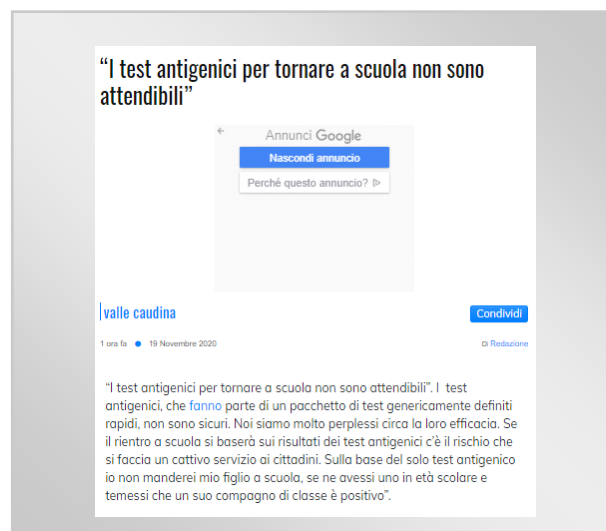 “I test antigenici per tornare a scuola non sono
attendibili”
Annunci Google
Nascondi annuncio
Perché questo annuncio?
valle caudina
Condividi
1 ora fa 19 Novembre 2020
Di Redazione
“I test antigenici per tornare a scuola non sono attendibili”. I test
antigenici, che fanno parte di un pacchetto di test genericamente definiti
rapidi, non sono sicuri. Noi siamo molto perplessi circa la loro efficacia. Se
il rientro a scuola si baserà sui risultati dei test antigenici c’è il rischio che
si faccia un cattivo servizio ai cittadini. Sulla base del solo test antigenico
io non manderei mio figlio a scuola, se ne avessi uno in età scolare e
temessi che un suo compagno di classe è positivo”.